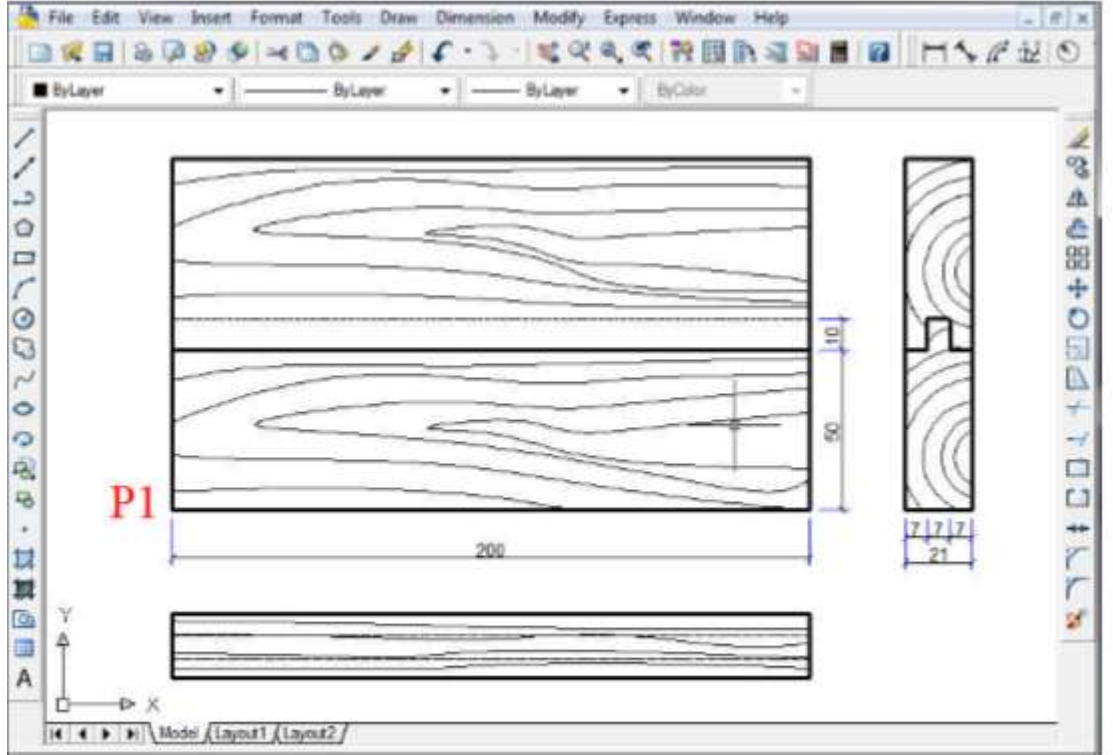 File Edit View Insert Format Tools Draw Dimension Modify Express Window Help
ByLayer ByLayer ByLayer ByColor
10
50
P1
200
7 7 7
21
Y
X
A
Model Layout1 Layout2